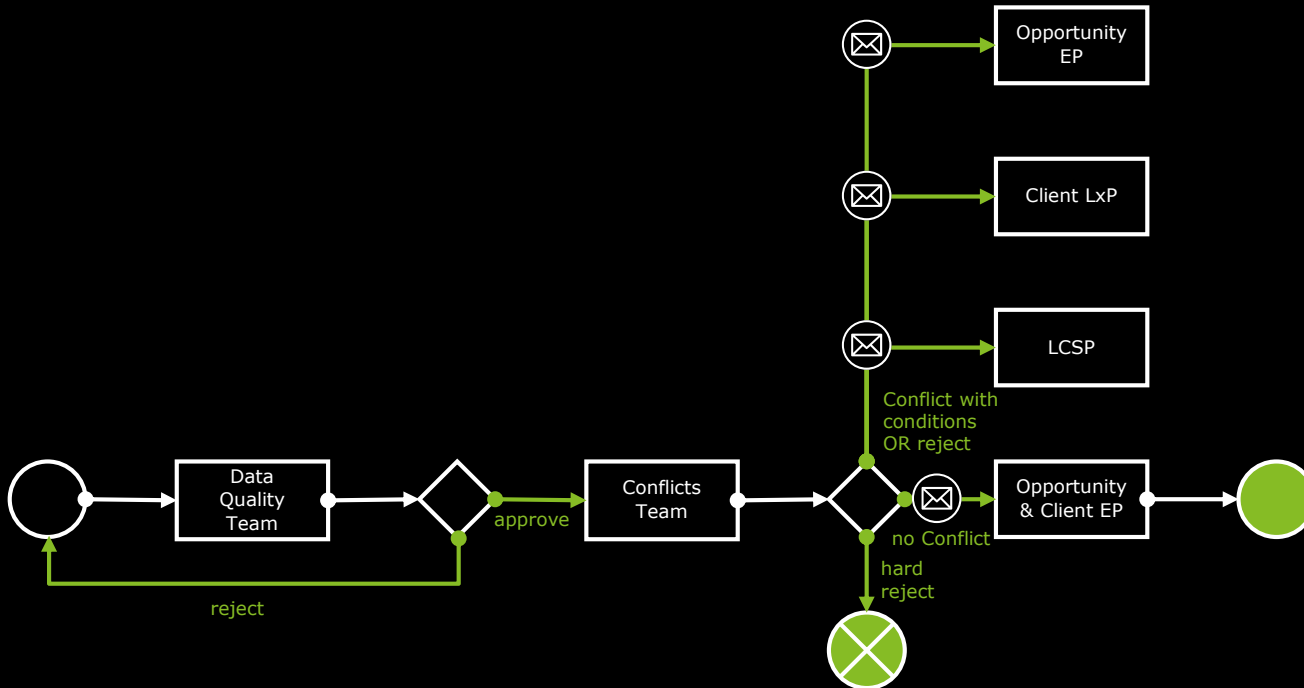 Opportunity
EP
Client LxP
LCSP
Conflict with
conditions
OR reject
Data
Quality
Team
approve
Conflicts
Team
no Conflict
Opportunity
& Client EP
hard
reject
reject